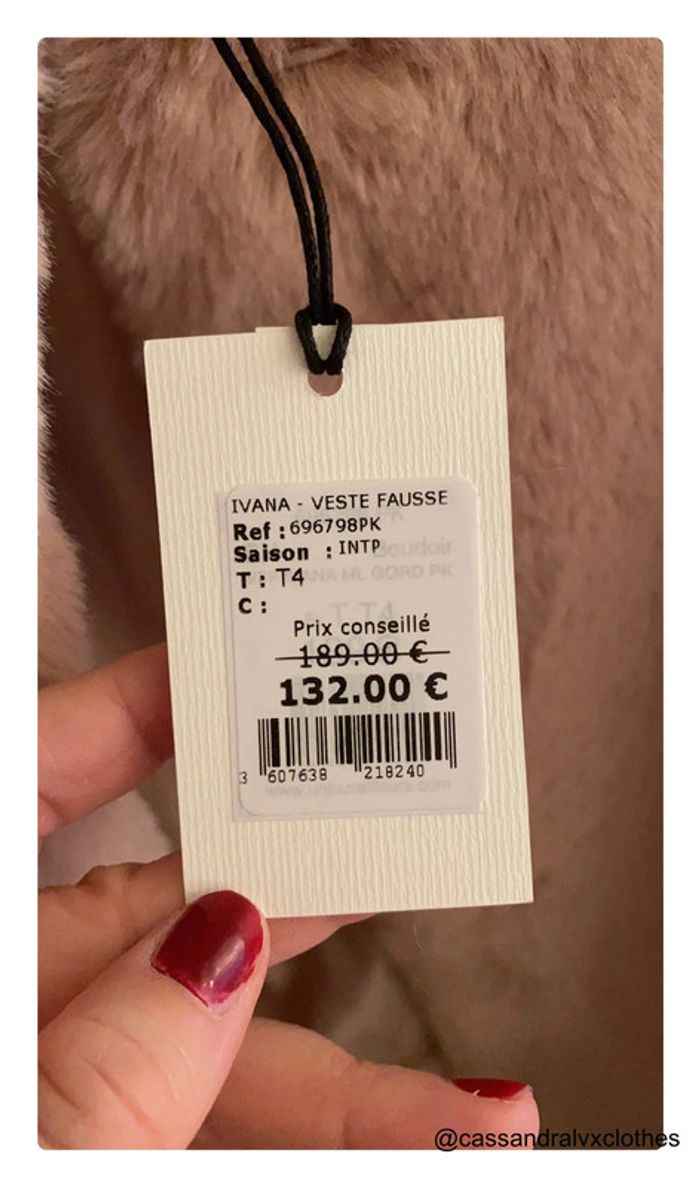 IVANA - VESTE FAUSSE
Ref : 696798PK
Saison : INTP
T : T4
C :
Prix conseillé
189.00 €
132.00 €
3 607638 218240
@cassandralvxclothes